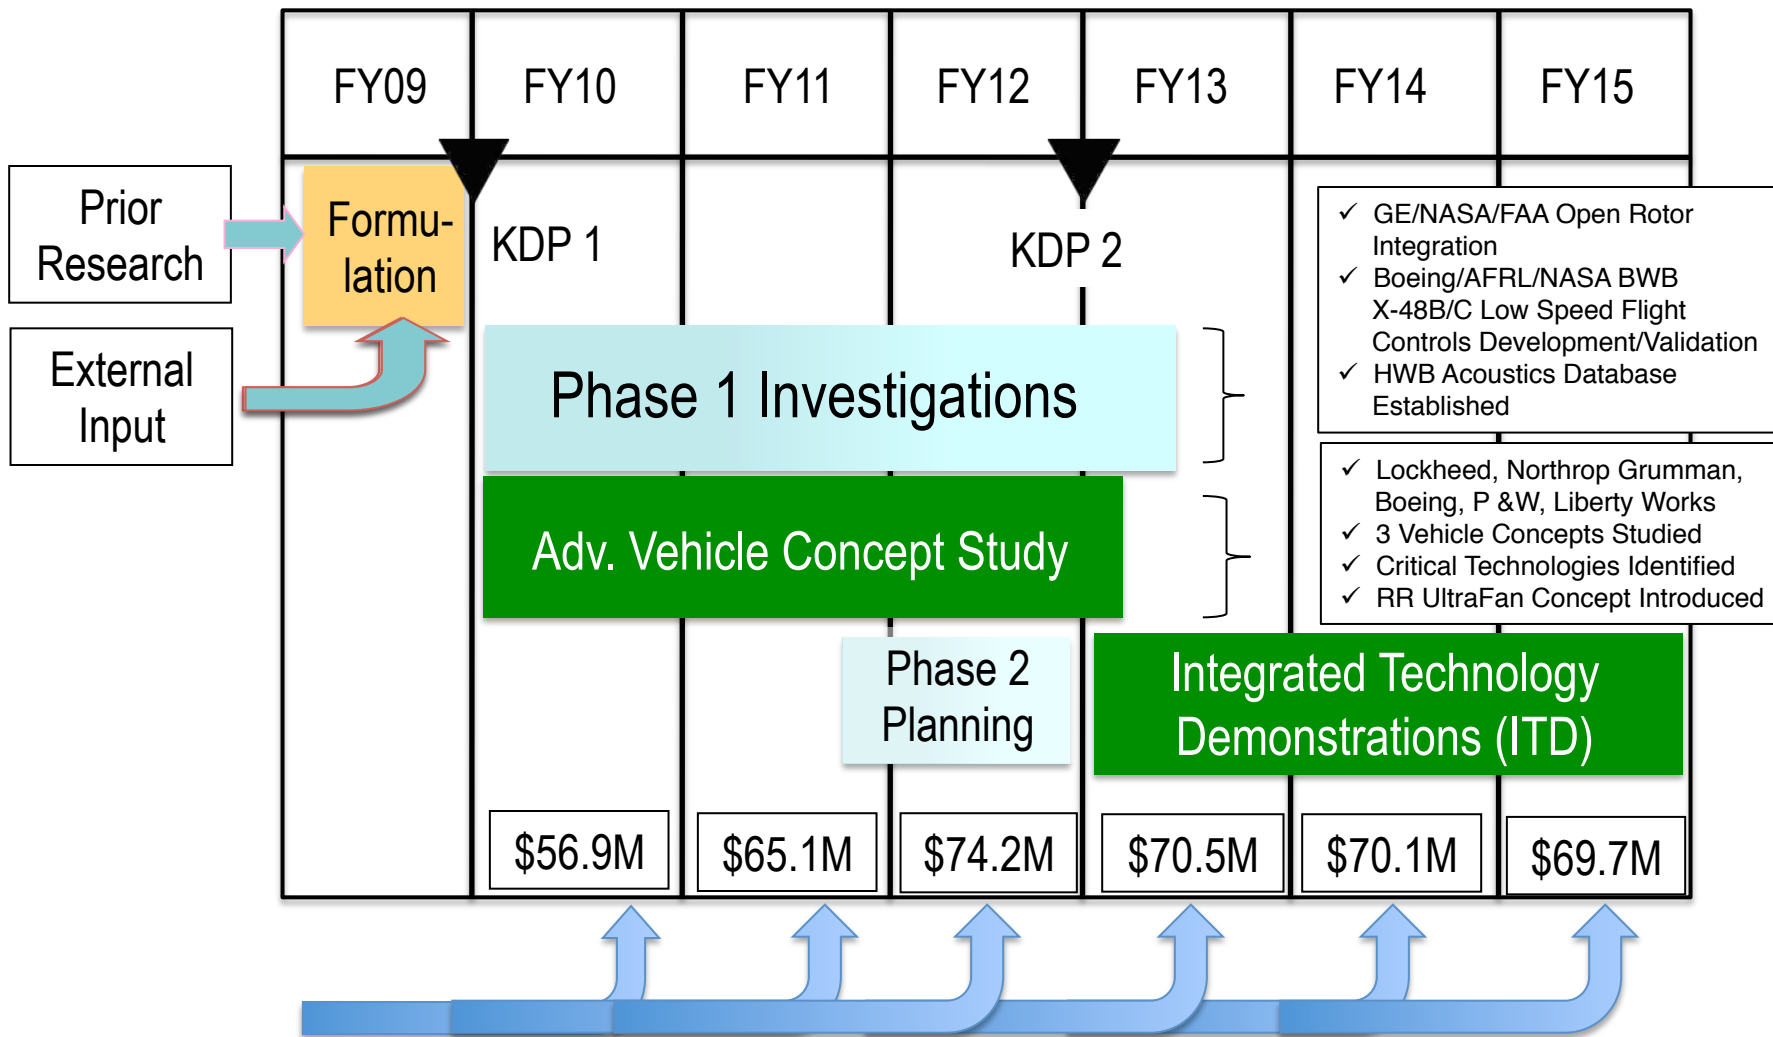 FY09 FY10 FY11 FY12 FY13 FY14 FY15
Prior
Research
External
Input
Formu-
lation
KDP 1
KDP 2
✓ GE/NASA/FAA Open Rotor
Integration
✓ Boeing/AFRL/NASA BWB
X-48B/C Low Speed Flight
Controls Development/Validation
✓ HWB Acoustics Database
Established
Phase 1 Investigations
✓ Lockheed, Northrop Grumman,
Boeing, P &W, Liberty Works
✓ 3 Vehicle Concepts Studied
✓ Critical Technologies Identified
✓ RR UltraFan Concept Introduced
Adv. Vehicle Concept Study
Phase 2
Planning
Integrated Technology
Demonstrations (ITD)
$56.9M $65.1M $74.2M $70.5M $70.1M $69.7M